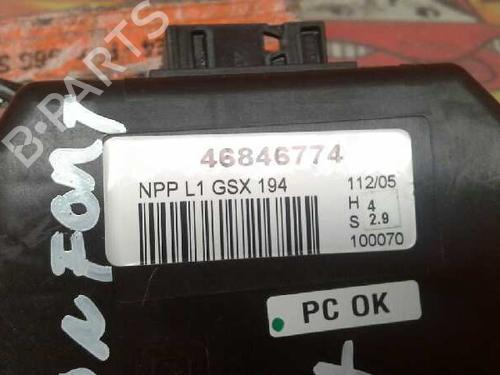 B-PARTS
46846774
NPP L1 GSX 194
112/05
H 4
S 2.9
100070
PC OK